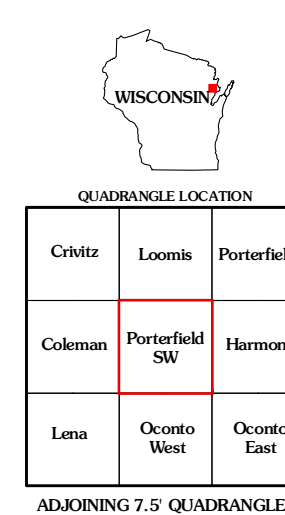 WISCONSIN
QUADRANGLE LOCATION
Crivitz Loomis Porterfiel
Coleman Porterfield SW Harmon
Lena Oconto West Oconto East
ADJOINING 7.5' QUADRANGLE